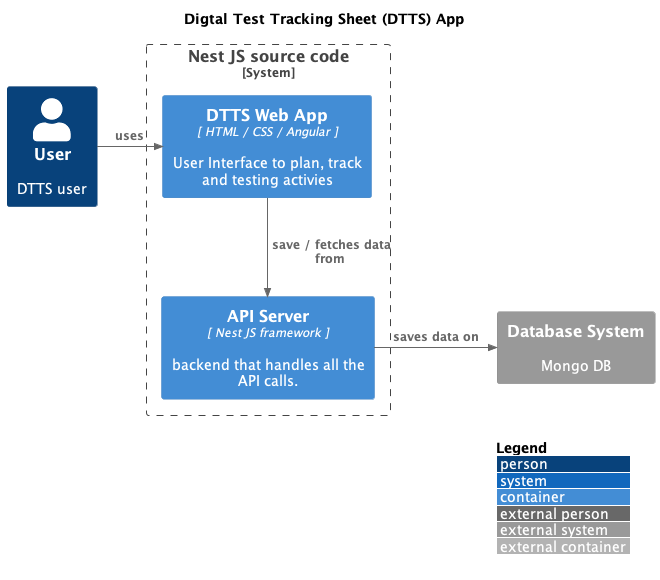 Digtal Test Tracking Sheet (DTTS) App
Nest JS source code
[System]
DTTS Web App
[ HTML / CSS / Angular ]
User Interface to plan, track
and testing activies
User
DTTS user
uses
save / fetches data
from
API Server
[ Nest JS framework ]
backend that handles all the
API calls.
saves data on
Database System
Mongo DB
Legend
person
system
container
external person
external system
external container